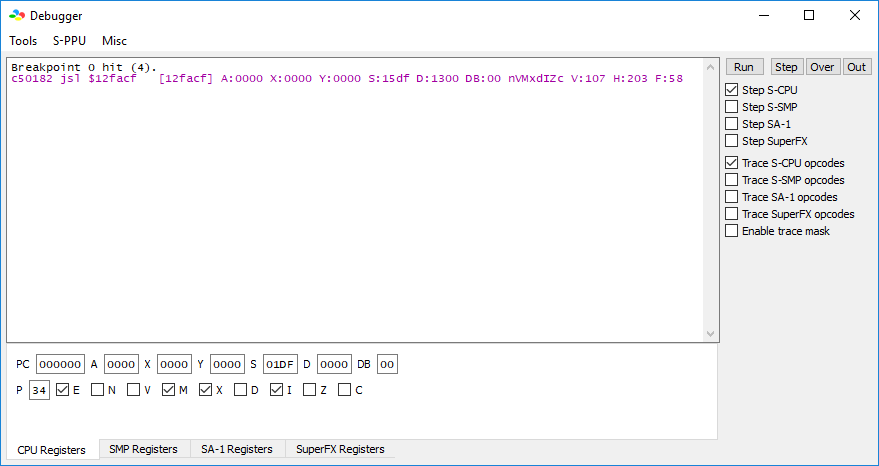 Debugger
Tools S-PPU Misc
Breakpoint 0 hit (4).
c50182 jsl $12facf [12facf] A:0000 X:0000 Y:0000 S:15df D:1300 DB:00 nVMxdIZc V:107 H:203 F:58
Run Step Over Out
Step S-CPU
Step S-SMP
Step SA-1
Step SuperFX
Trace S-CPU opcodes
Trace S-SMP opcodes
Trace SA-1 opcodes
Trace SuperFX opcodes
Enable trace mask
PC 000000 A 0000 X 0000 Y 0000 S 01DF D 0000 DB 00
P 34 E N V M X D I Z C
CPU Registers SMP Registers SA-1 Registers SuperFX Registers